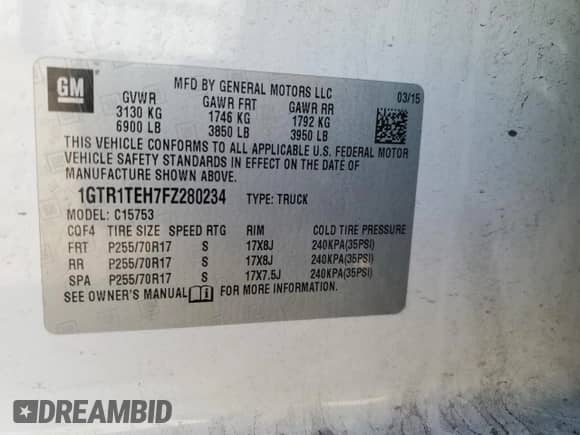 GM
MFD BY GENERAL MOTORS LLC
03/15
GVWR GAWR FRT GAWR RR
3130 KG 1746 KG 1792 KG
6900 LB 3850 LB 3950 LB
THIS VEHICLE CONFORMS TO ALL APPLICABLE U.S. FEDERAL MOTOR
VEHICLE SAFETY STANDARDS IN EFFECT ON THE DATE OF
MANUFACTURE SHOWN ABOVE.
1GTR1TEH7FZ280234 TYPE: TRUCK
MODEL: C15753
CQF4 TIRE SIZE SPEED RTG RIM COLD TIRE PRESSURE
FRT P255/70R17 S 17X8J 240KPA(35PSI)
RR P255/70R17 S 17X8J 240KPA(35PSI)
SPA P255/70R17 S 17X7.5J 240KPA(35PSI)
SEE OWNER'S MANUAL FOR MORE INFORMATION.
DREAMBID